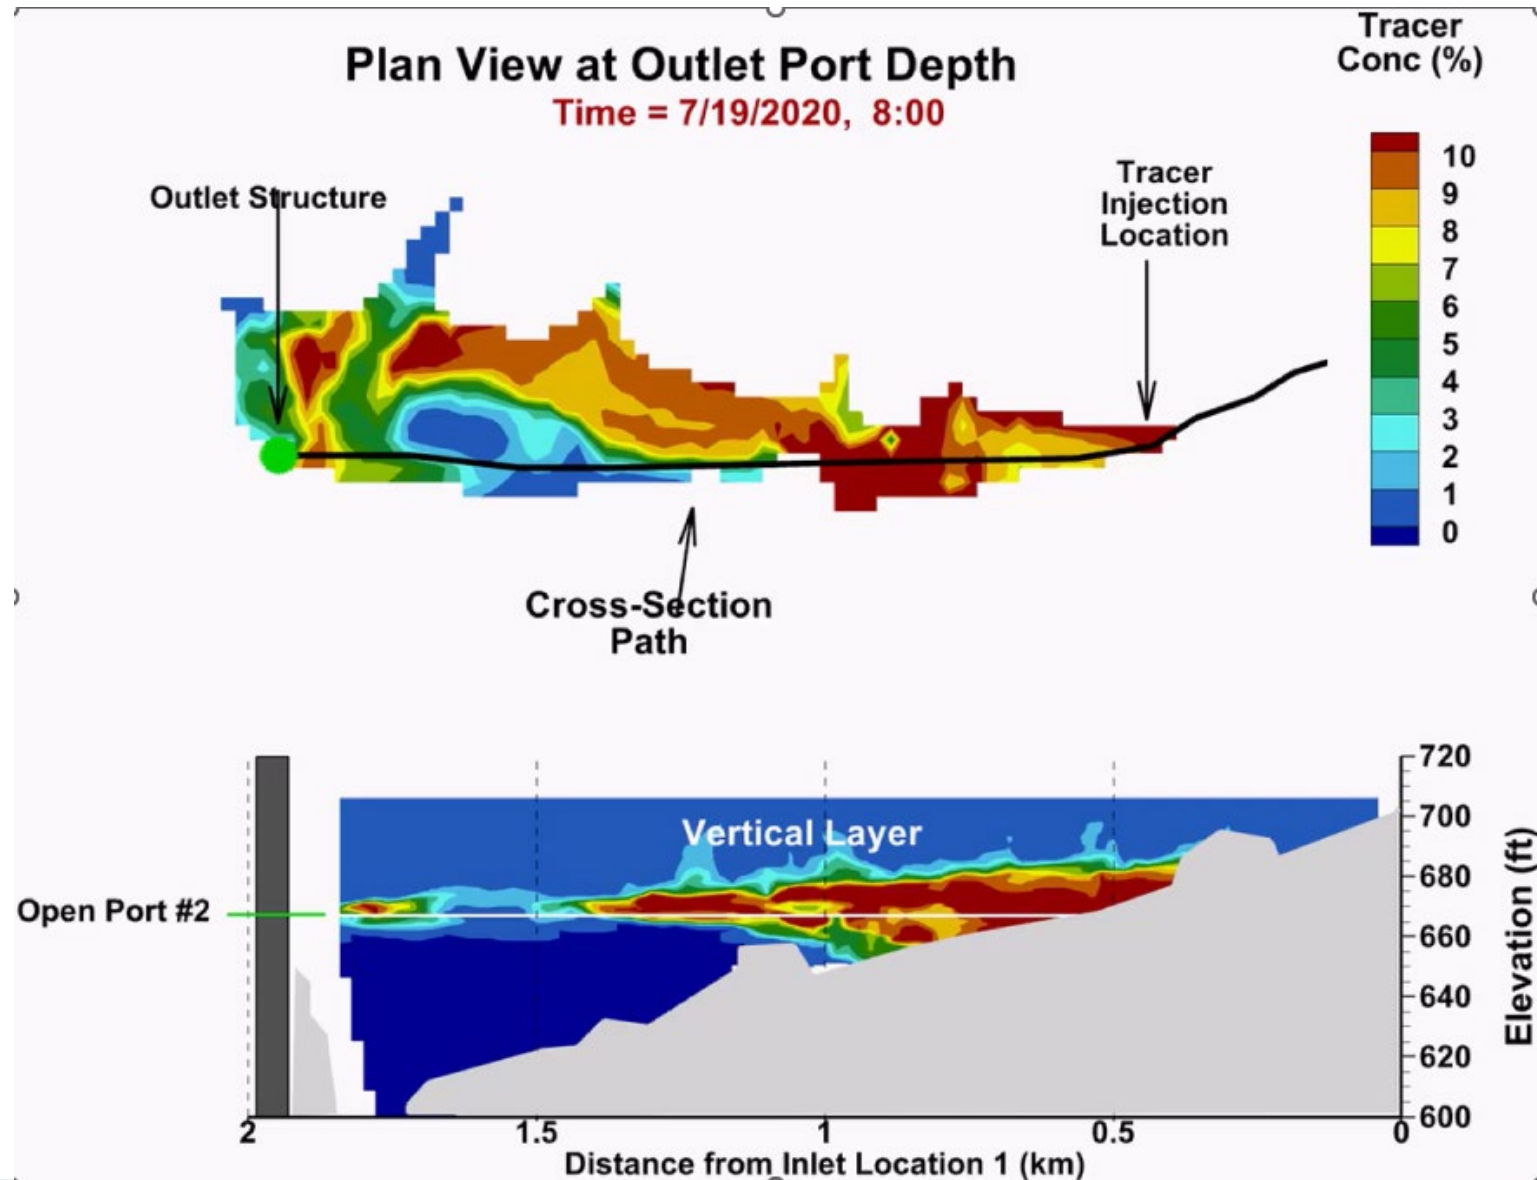 Plan View at Outlet Port Depth
Time = 7/19/2020, 8:00
Tracer
Conc (%)
10
9
8
7
6
5
4
3
2
1
0
Outlet Structure
Tracer
Injection
Location
Cross-Section
Path
Vertical Layer
Open Port #2
720
700
680
660
640
620
600
Elevation (ft)
2
1.5
1
0.5
0
Distance from Inlet Location 1 (km)